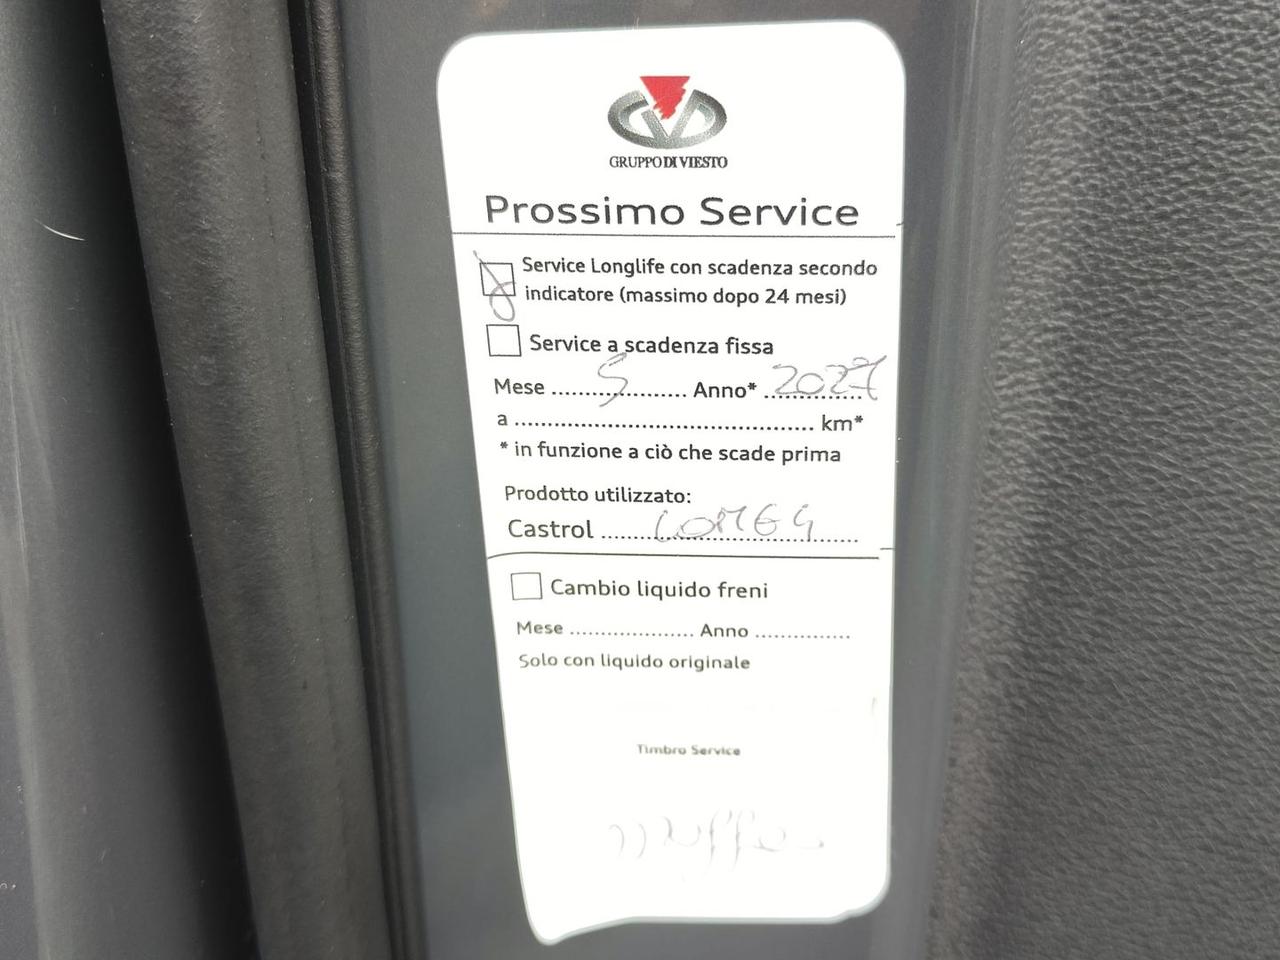 GRUPPO DI VIESTO
Prossimo Service
Service Longlife con scadenza secondo
indicatore (massimo dopo 24 mesi)
Service a scadenza fissa
Mese ......5...... Anno* 2027
a ............................................ km*
* in funzione a ciò che scade prima
Prodotto utilizzato:
Castrol ..............................
Cambio liquido freni
Mese ................... Anno ...............
Solo con liquido originale
Timbro Service